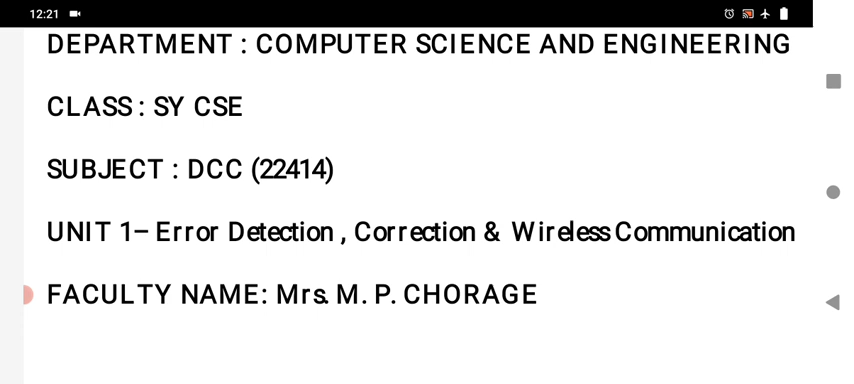 12:21
DEPARTMENT : COMPUTER SCIENCE AND ENGINEERING
CLASS : SY CSE
SUBJECT : DCC (22414)
UNIT 1– Error Detection , Correction & Wireless Communication
FACULTY NAME: Mrs. M. P. CHORAGE